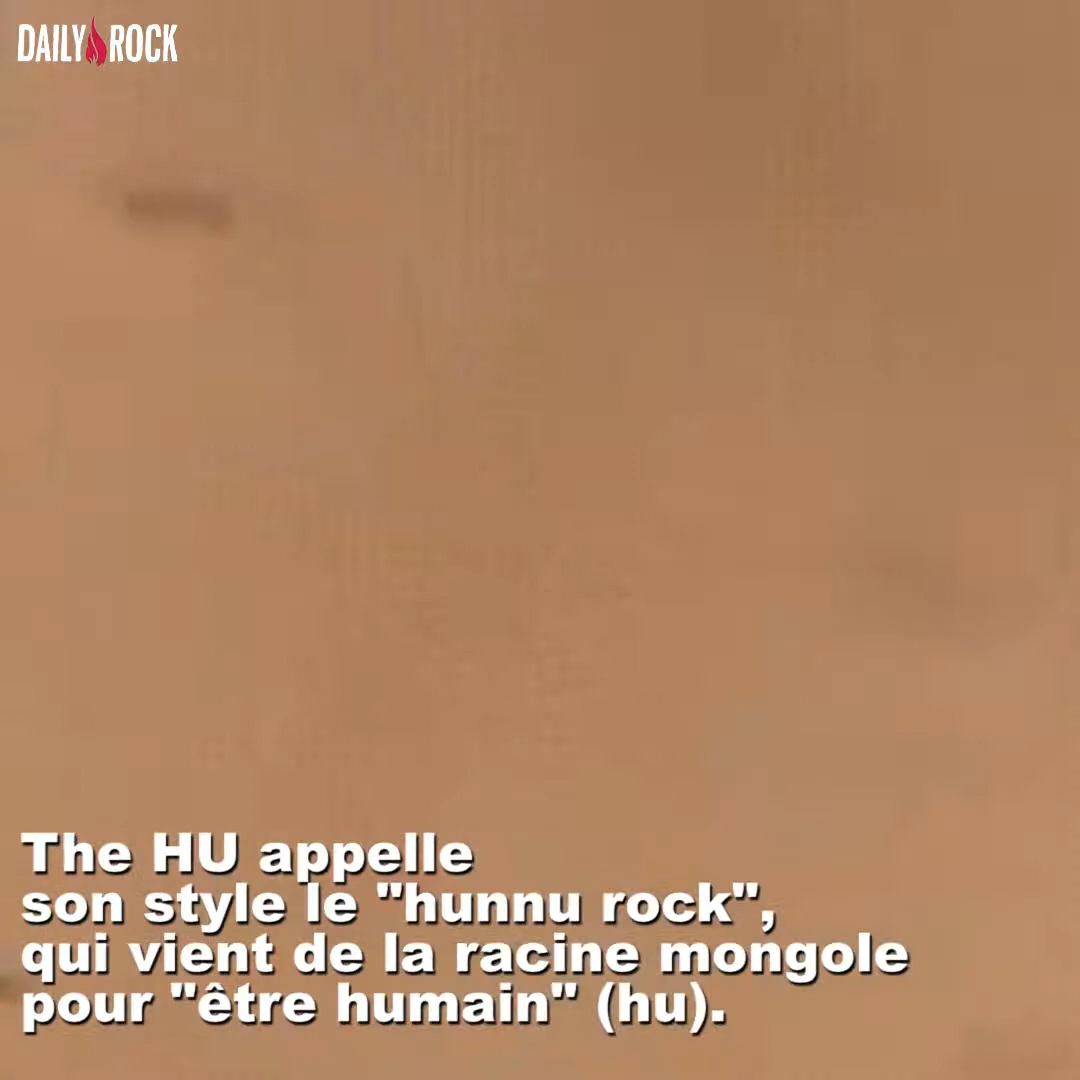 DAILY ROCK
The HU appelle
son style le "hunnu rock",
qui vient de la racine mongole
pour "être humain" (hu).